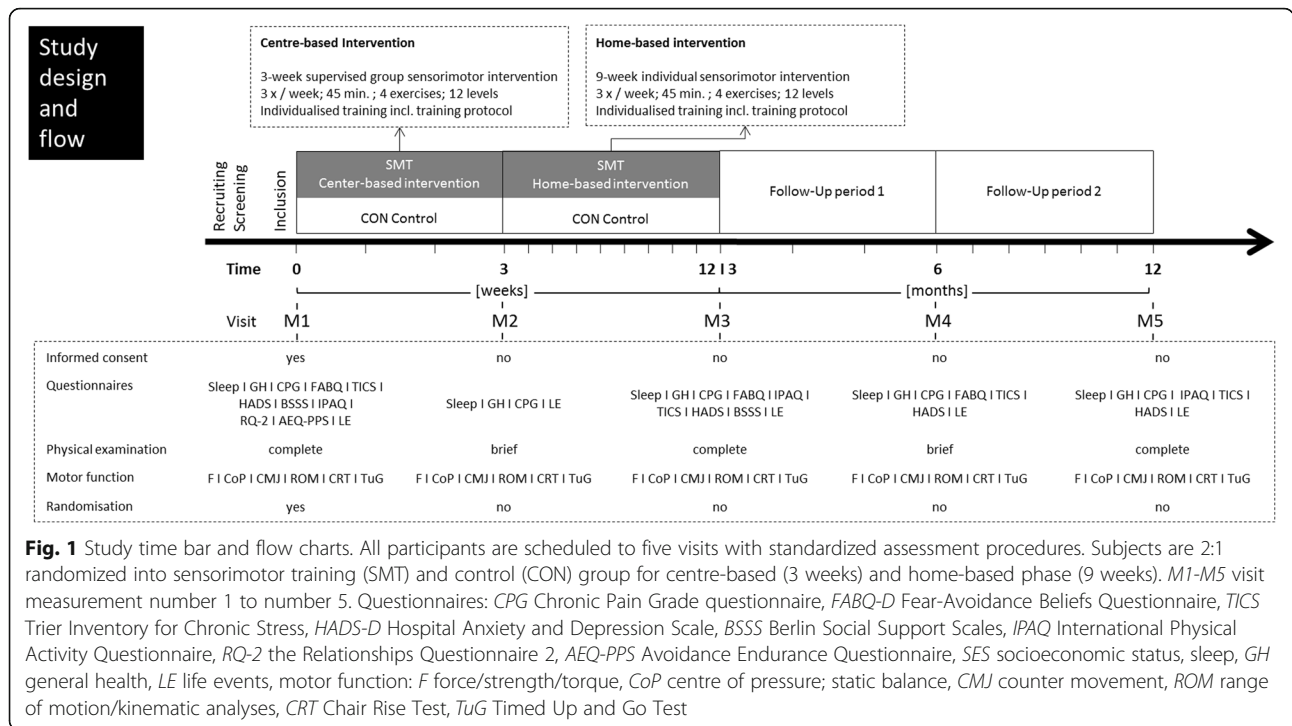 Study
design
and
flow
Centre-based Intervention
3-week supervised group sensorimotor intervention
3 x / week; 45 min. ; 4 exercises; 12 levels
Individualised training incl. training protocol
Home-based intervention
9-week individual sensorimotor intervention
3 x / week; 45 min. ; 4 exercises; 12 levels
Individualised training incl. training protocol
Recruiting
Screening
Inclusion
SMT
Center-based intervention
CON Control
SMT
Home-based intervention
CON Control
Follow-Up period 1
Follow-Up period 2
Time 0 3 12 I 3 6 12
[weeks] [months]
Visit M1 M2 M3 M4 M5
Informed consent yes no no no no
Questionnaires
Sleep I GH I CPG I FABQ I TICS I
HADS I BSSS I IPAQ I
RQ-2 I AEQ-PPS I LE
Sleep I GH I CPG I LE
Sleep I GH I CPG I FABQ I IPAQ I
TICS I HADS I BSSS I LE
Sleep I GH I CPG I FABQ I TICS I
HADS I LE
Sleep I GH I CPG I IPAQ I TICS I
HADS I LE
Physical examination complete brief complete brief complete
Motor function F I CoP I CMJ I ROM I CRT I TuG F I CoP I CMJ I ROM I CRT I TuG F I CoP I CMJ I ROM I CRT I TuG F I CoP I CMJ I ROM I CRT I TuG F I CoP I CMJ I ROM I CRT I TuG
Randomisation yes no no no no
Fig. 1 Study time bar and flow charts. All participants are scheduled to five visits with standardized assessment procedures. Subjects are 2:1
randomized into sensorimotor training (SMT) and control (CON) group for centre-based (3 weeks) and home-based phase (9 weeks). M1-M5 visit
measurement number 1 to number 5. Questionnaires: CPG Chronic Pain Grade questionnaire, FABQ-D Fear-Avoidance Beliefs Questionnaire, TICS
Trier Inventory for Chronic Stress, HADS-D Hospital Anxiety and Depression Scale, BSSS Berlin Social Support Scales, IPAQ International Physical
Activity Questionnaire, RQ-2 the Relationships Questionnaire 2, AEQ-PPS Avoidance Endurance Questionnaire, SES socioeconomic status, sleep, GH
general health, LE life events, motor function: F force/strength/torque, CoP centre of pressure; static balance, CMJ counter movement, ROM range
of motion/kinematic analyses, CRT Chair Rise Test, TuG Timed Up and Go Test